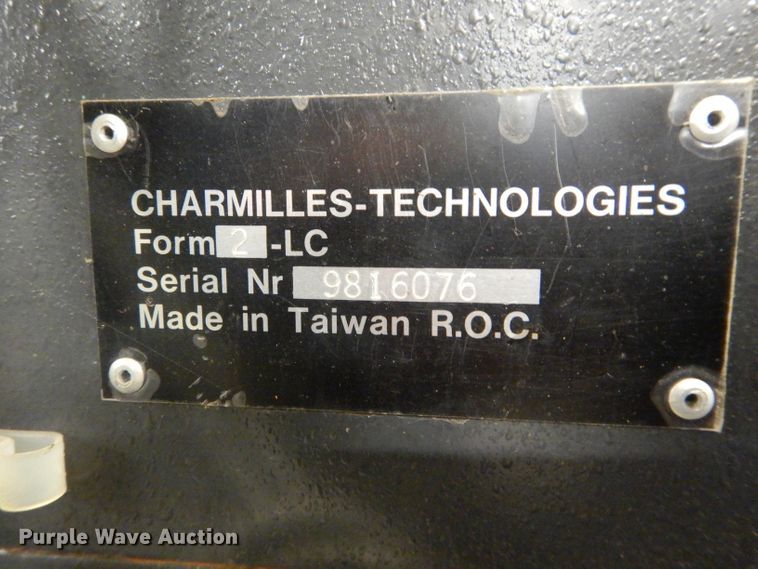 CHARMILLES-TECHNOLOGIES
Form 2 -LC
Serial Nr 9816076
Made in Taiwan R.O.C.
Purple Wave Auction